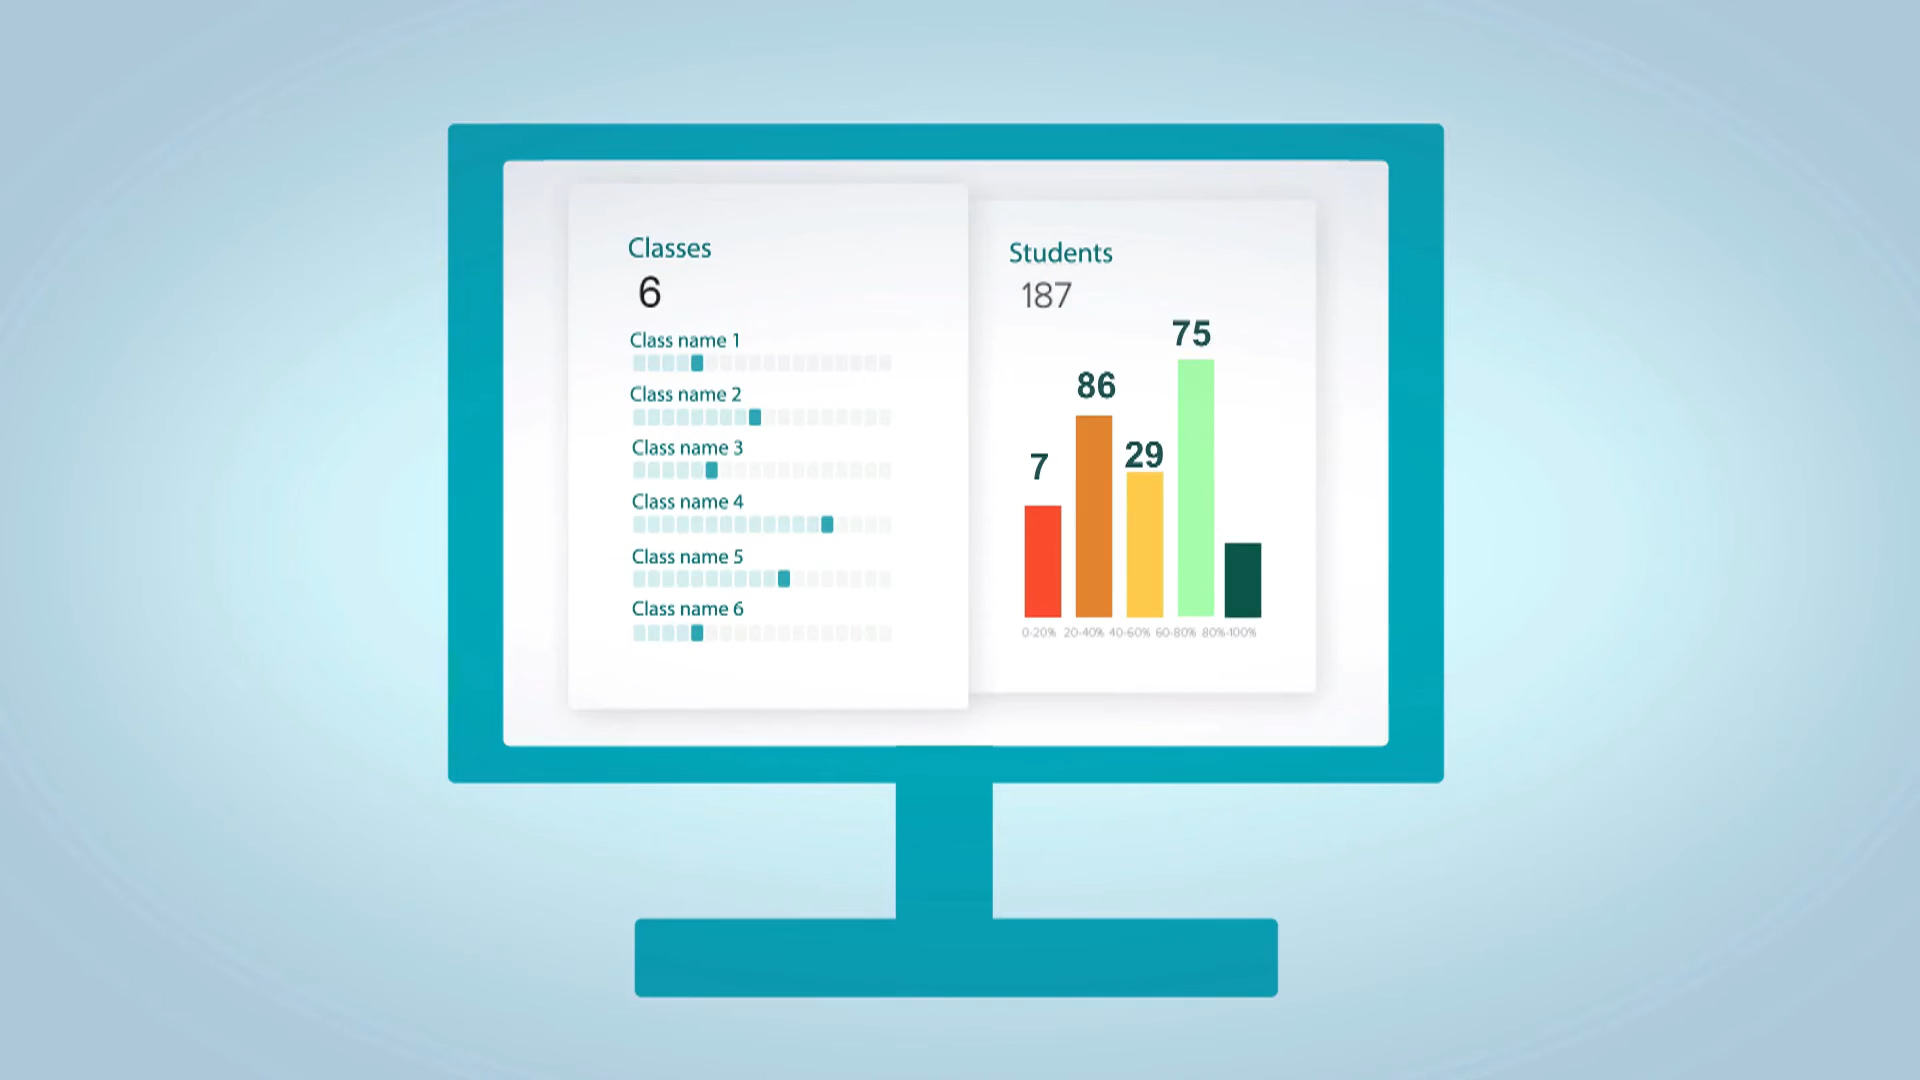 Classes
6
Class name 1
Class name 2
Class name 3
Class name 4
Class name 5
Class name 6
Students
187
75
86
29
7
0-20% 20-40% 40-60% 60-80% 80%-100%